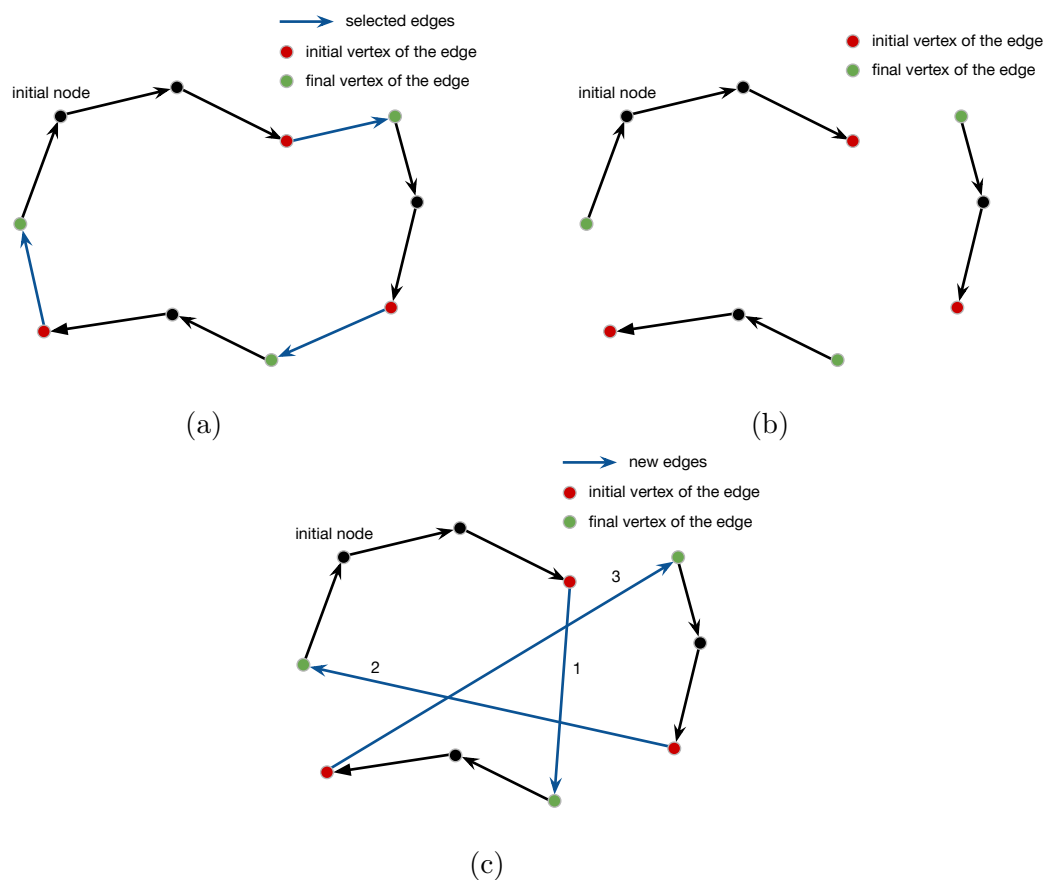 selected edges
initial vertex of the edge
final vertex of the edge
initial node
(a)
initial vertex of the edge
final vertex of the edge
initial node
(b)
new edges
initial vertex of the edge
final vertex of the edge
initial node
3
2
1
(c)